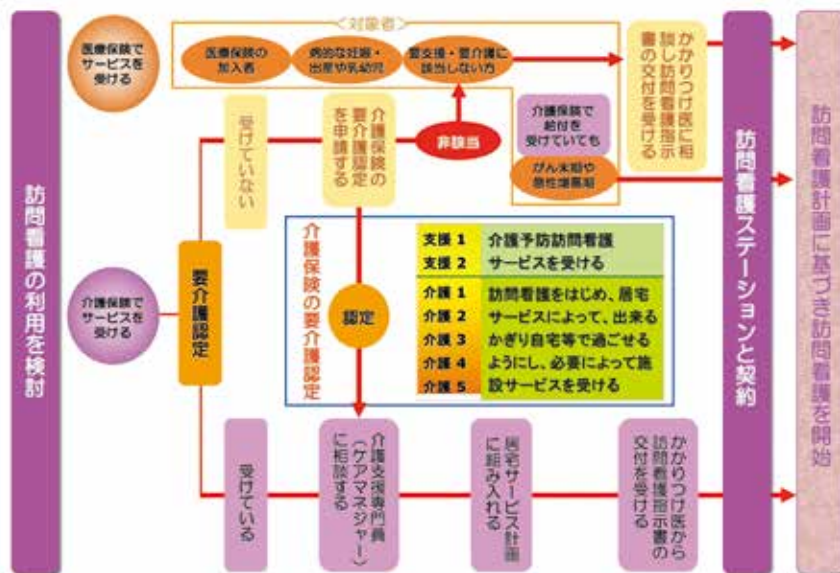 訪問看護の利用を検討
医療保険で
サービスを
受ける
介護保険で
サービスを
受ける
<対象者>
医療保険の
加入者
病的な妊娠・
出産や乳幼児
要支援・要介護に
該当しない方
介護保険で
給付を
受けていても
がん末期や
急性増悪期
かかりつけ医に相
談し訪問看護指示
書の交付を受ける
要介護認定
受けていない
介護保険の
要介護認定
を申請する
非該当
認定
介護保険の要介護認定
支援 1
支援 2
介護予防訪問看護
サービスを受ける
介護 1
介護 2
介護 3
介護 4
介護 5
訪問看護をはじめ、居宅
サービスによって、出来る
かぎり自宅等で過ごせる
ようにし、必要によって施
設サービスを受ける
受けている
介護支援専門員
(ケアマネジャー)
に相談する
居宅サービス計画
に組み入れる
かかりつけ医から
訪問看護指示書の
交付を受ける
訪問看護ステーションと契約
訪問看護計画に基づき訪問看護を開始